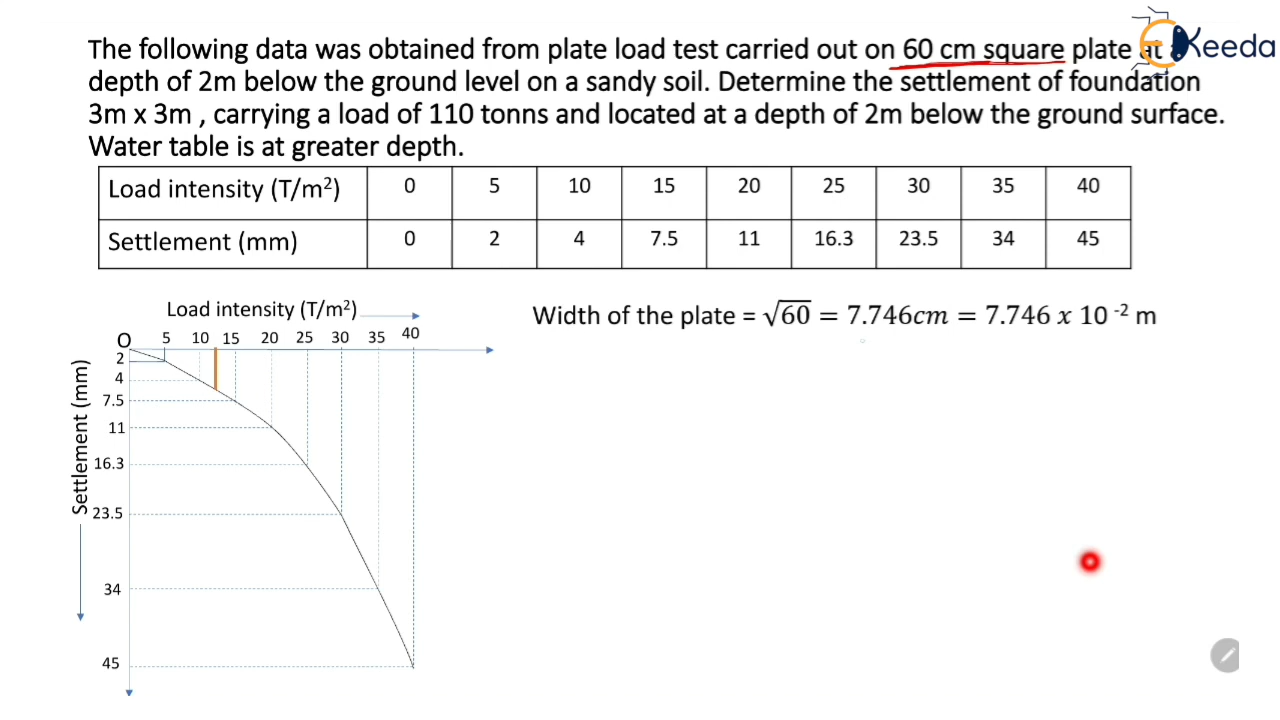 The following data was obtained from plate load test carried out on 60 cm square plate at
Keeda
depth of 2m below the ground level on a sandy soil. Determine the settlement of foundation
3m x 3m , carrying a load of 110 tonns and located at a depth of 2m below the ground surface.
Water table is at greater depth.
Load intensity (T/m²) 0 5 10 15 20 25 30 35 40
Settlement (mm) 0 2 4 7.5 11 16.3 23.5 34 45
Load intensity (T/m²)
Width of the plate = √60 = 7.746cm = 7.746 x 10 ⁻² m
O 5 10 15 20 25 30 35 40
2
4
7.5
11
16.3
23.5
34
45
Settlement (mm)